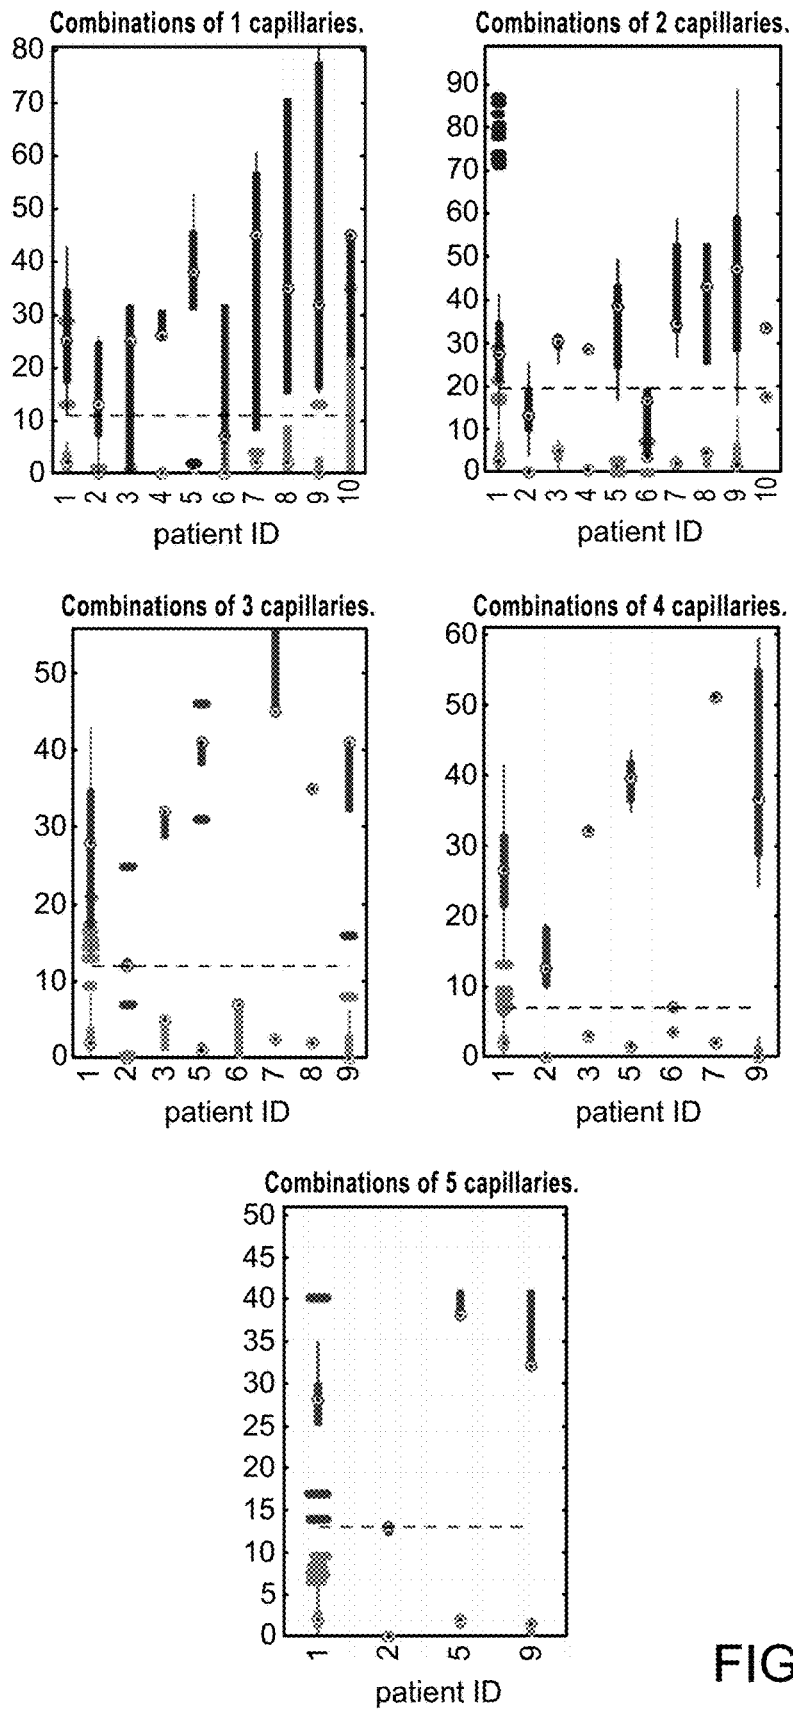 Combinations of 1 capillaries.
80
70
60
50
40
30
20
10
0
1 2 3 4 5 6 7 8 9 10
patient ID
Combinations of 2 capillaries.
90
80
70
60
50
40
30
20
10
0
1 2 3 4 5 6 7 8 9 10
patient ID
Combinations of 3 capillaries.
50
40
30
20
10
0
1 2 3 5 6 7 8 9
patient ID
Combinations of 4 capillaries.
60
50
40
30
20
10
0
1 2 3 5 6 7 9
patient ID
Combinations of 5 capillaries.
50
45
40
35
30
25
20
15
10
5
0
1 2 5 9
patient ID
FIG